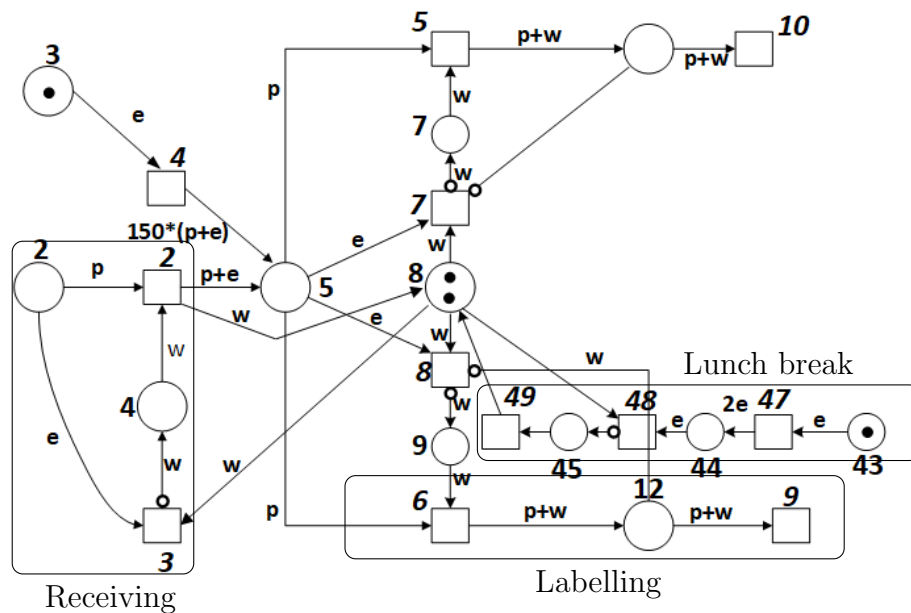 5
p+w
10
3
p+w
p
e
w
7
4
w
150*(p+e)
7
2
p
2
p+e
e
w
5
8
w
e
w
w
Lunch break
8
49
w
48
2e
47
w
4
e
e
e
9
45
44
43
w
w
w
12
p
6
p+w
p+w
9
3
Receiving
Labelling